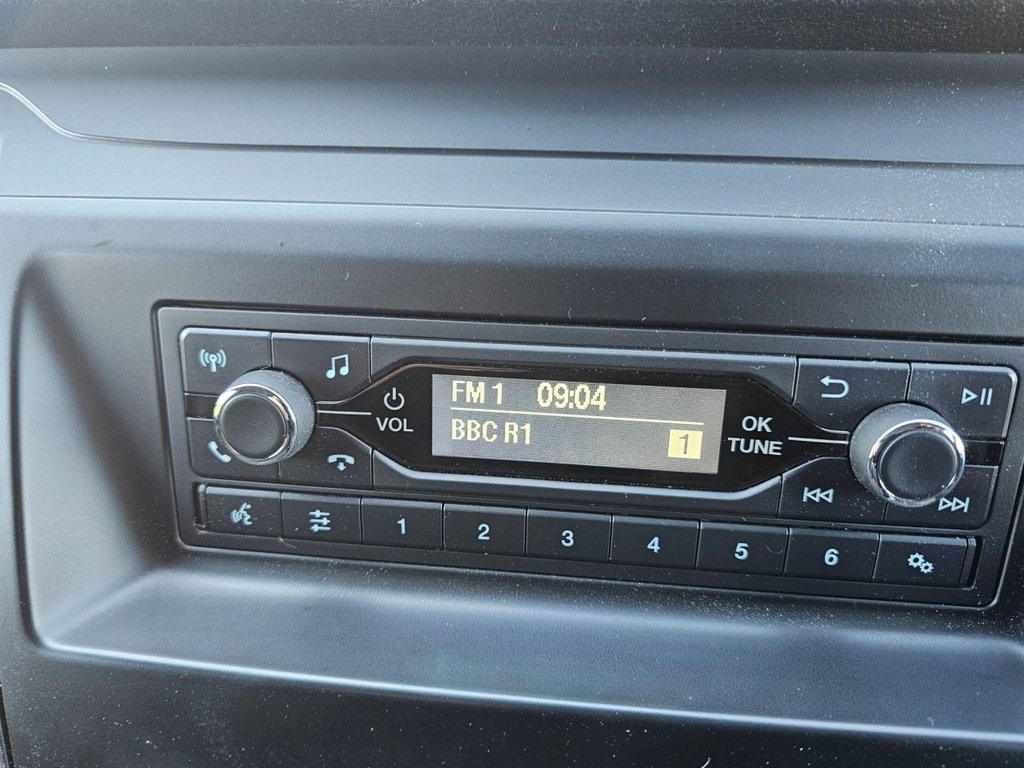 FM 1 09:04
BBC R1
1
VOL
OK
TUNE
1 2 3 4 5 6